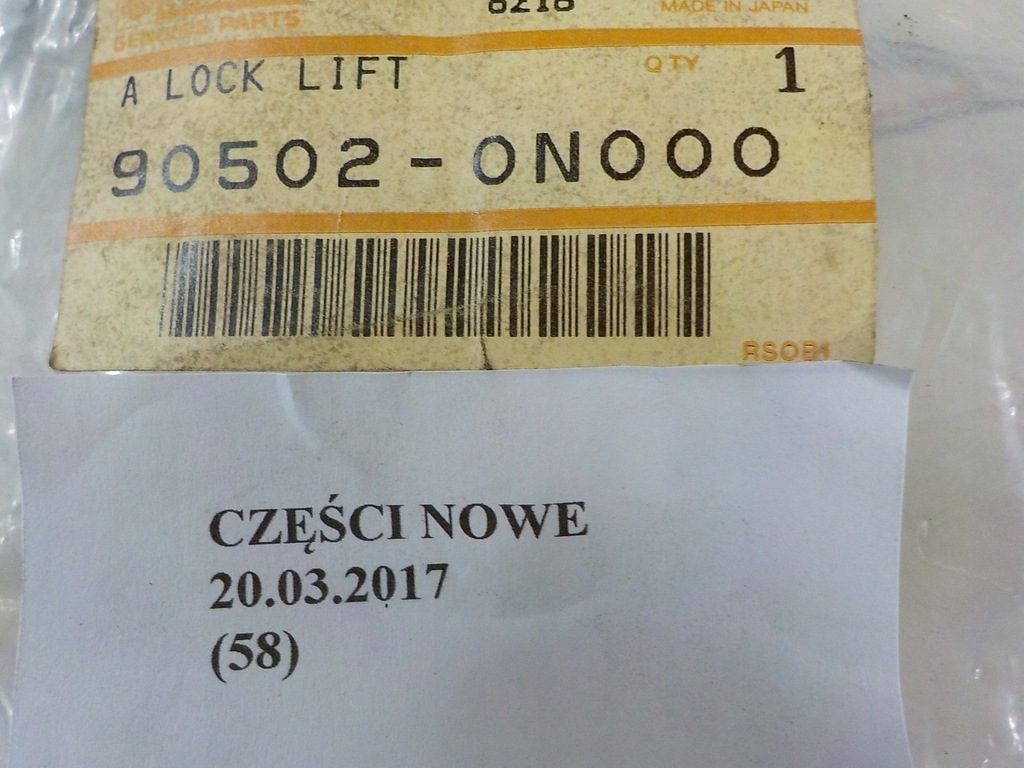 8218
MADE IN JAPAN
GENUINE PARTS
A LOCK LIFT
QTY 1
90502-0N000
RSOB1
CZĘŚCI NOWE
20.03.2017
(58)